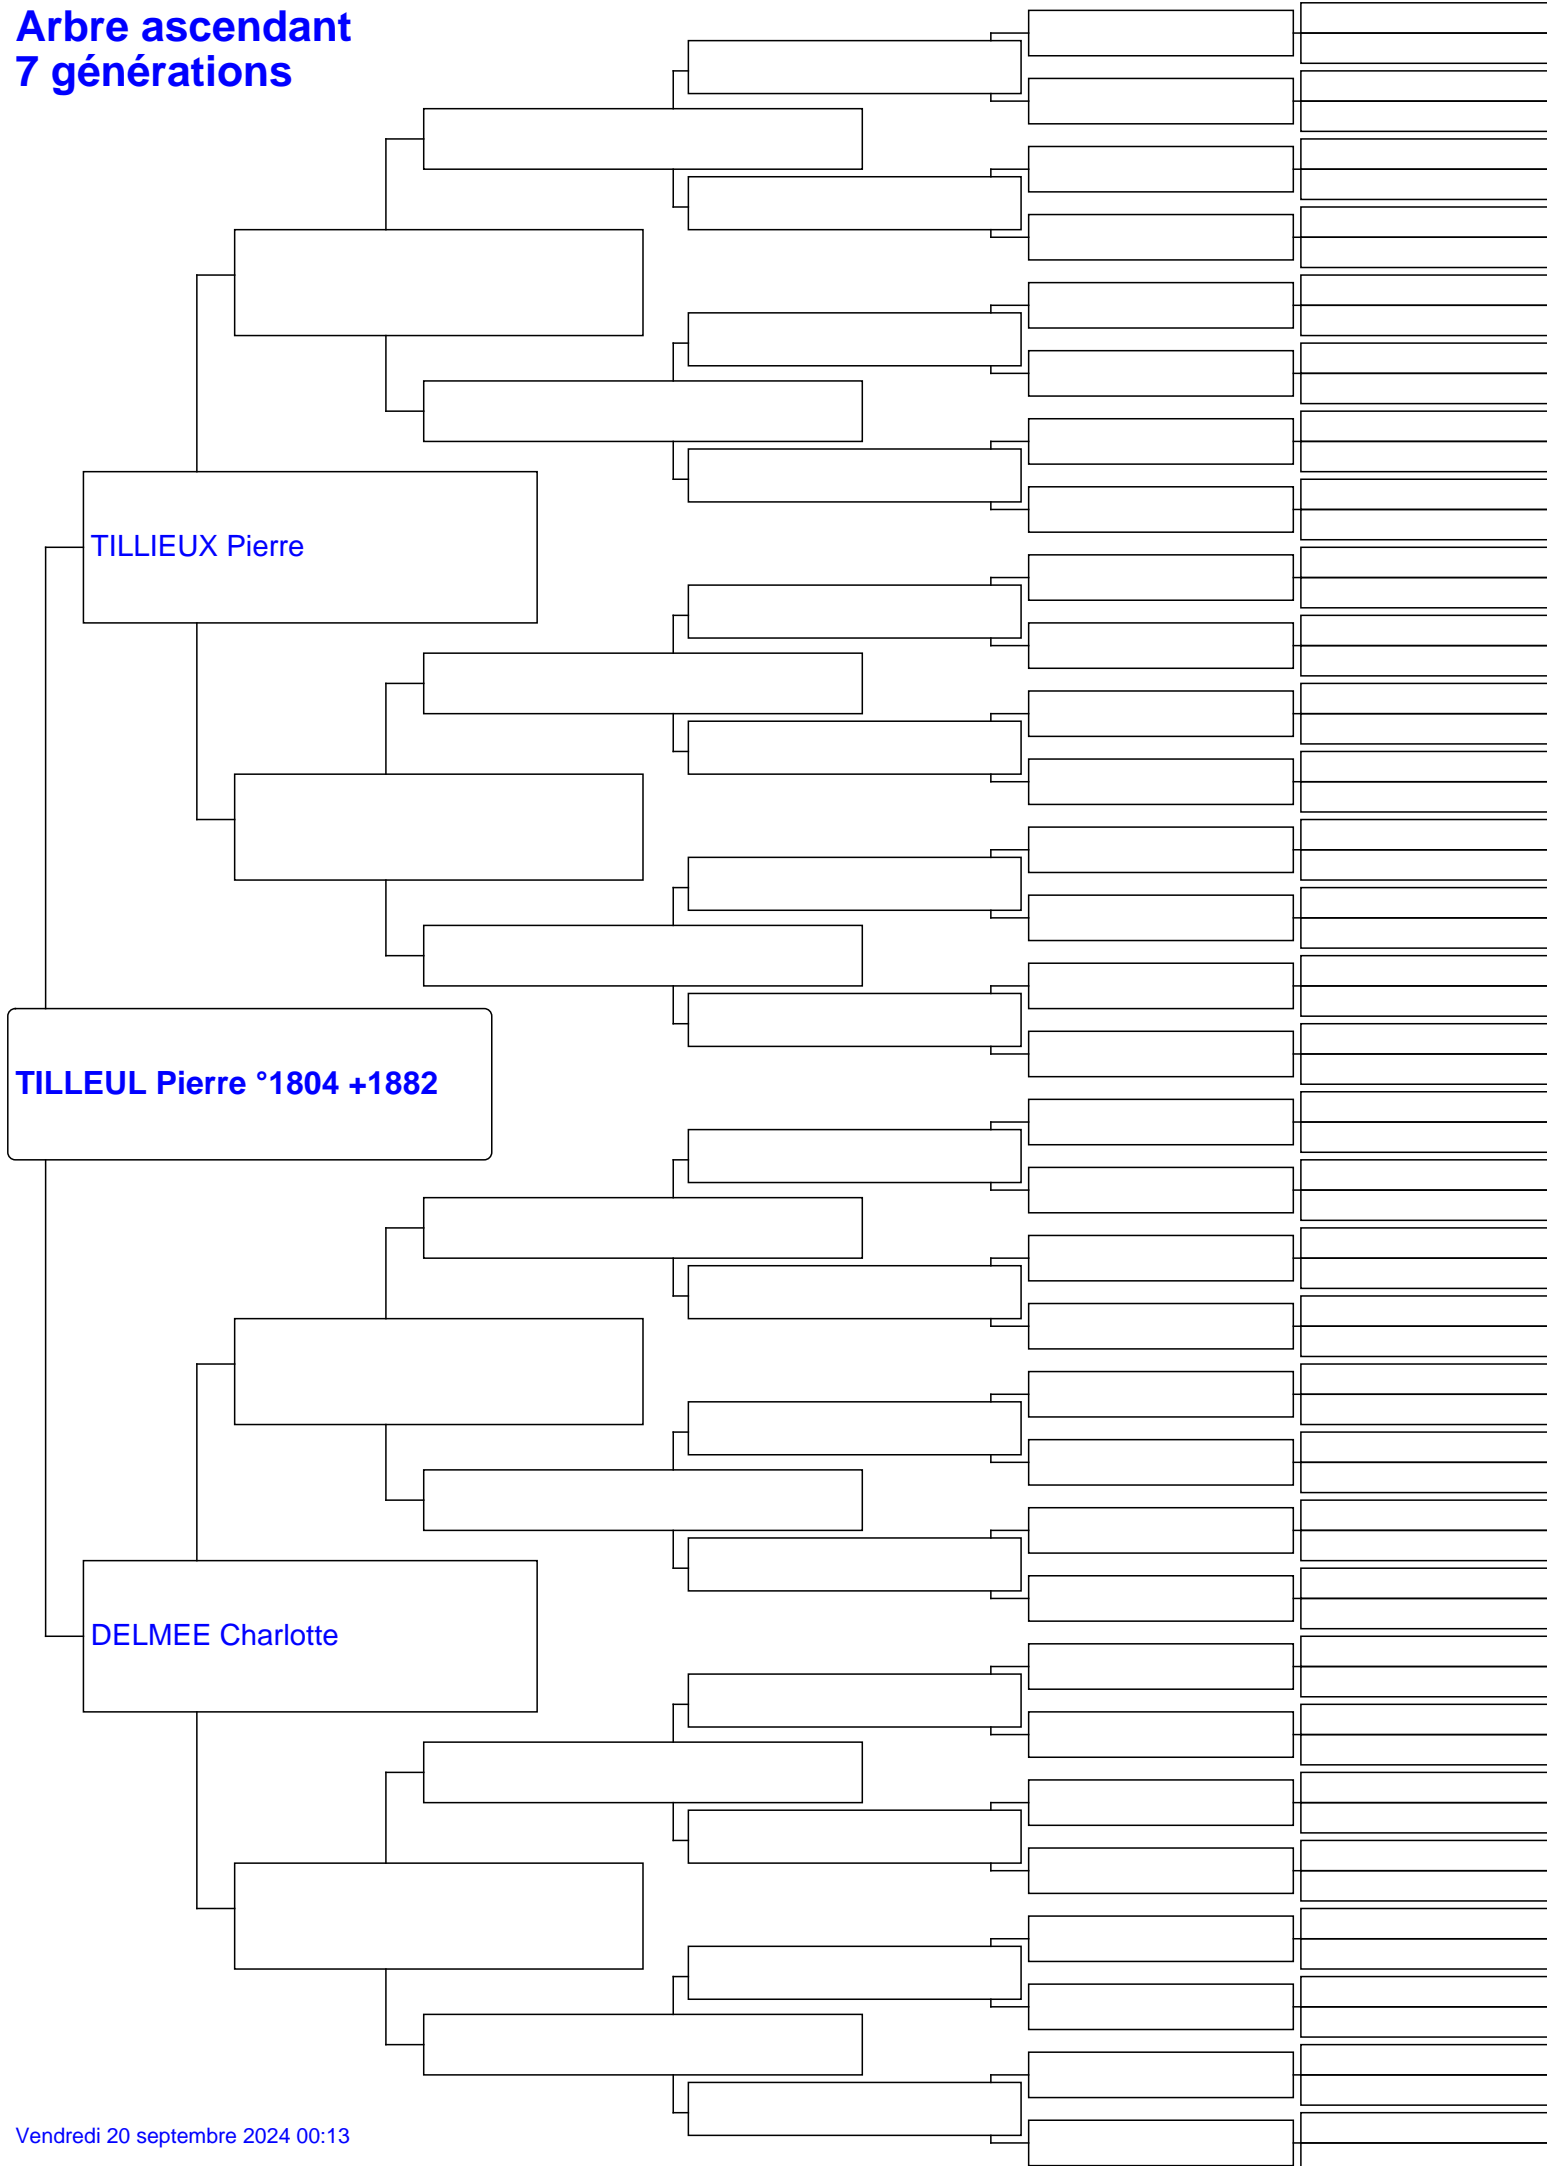 Arbre ascendant
7 générations
TILLIEUX Pierre
TILLEUL Pierre °1804 +1882
DELMEE Charlotte
Vendredi 20 septembre 2024 00:13